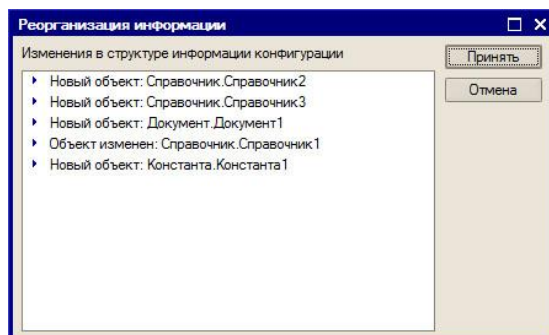 Реорганизация информации
Изменения в структуре информации конфигурации
Принять
Отмена
Новый объект: Справочник.Справочник2
Новый объект: Справочник.Справочник3
Новый объект: Документ.Документ1
Объект изменен: Справочник.Справочник1
Новый объект: Константа.Константа1